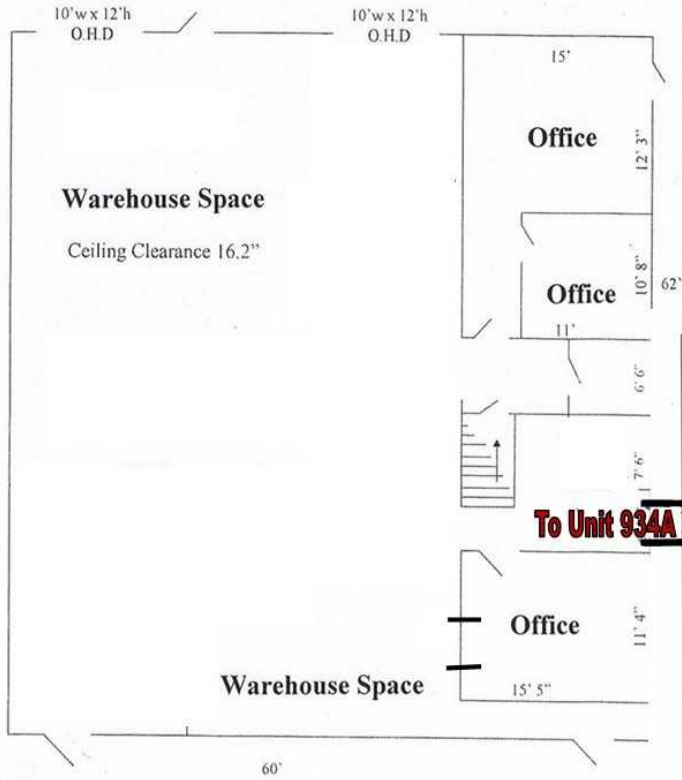 10'w x 12'h
O.H.D
10'w x 12'h
O.H.D
15'
Office
12' 3"
Warehouse Space
Ceiling Clearance 16.2"
10' 8"
62'
Office
11'
6' 6"
7' 6"
To Unit 934A
Office
11' 4"
Warehouse Space
15' 5"
60'